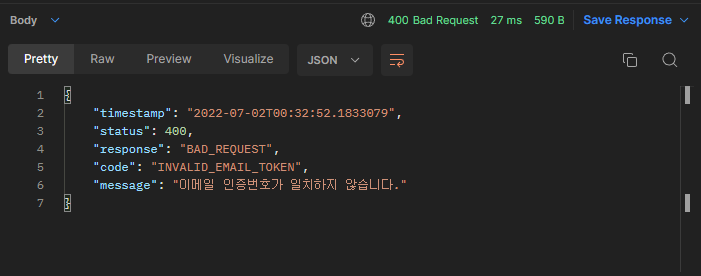 Body 400 Bad Request 27 ms 590 B Save Response
Pretty Raw Preview Visualize JSON
1 {
2 "timestamp": "2022-07-02T00:32:52.1833079",
3 "status": 400,
4 "response": "BAD_REQUEST",
5 "code": "INVALID_EMAIL_TOKEN",
6 "message": "이메일 인증번호가 일치하지 않습니다."
7 }